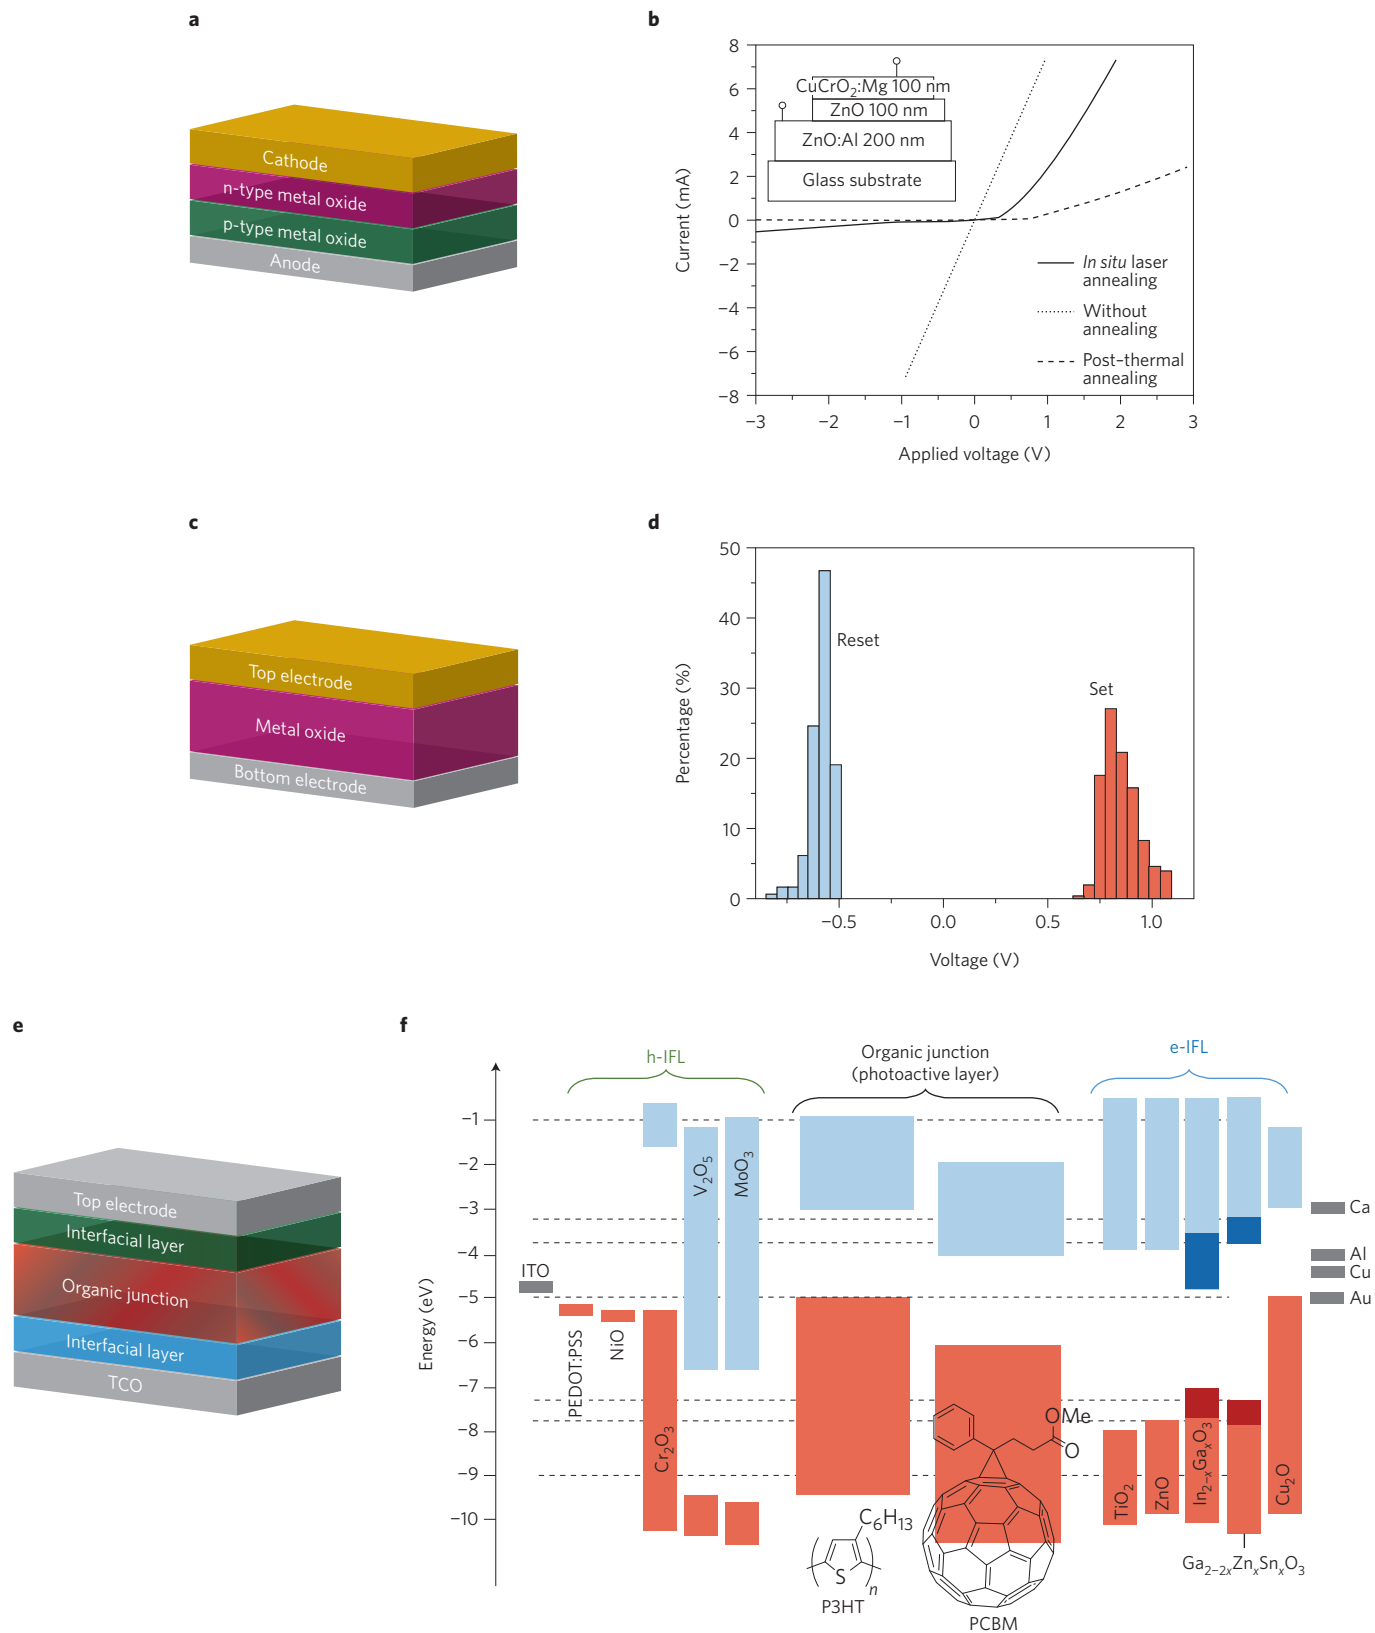 a
Cathode
n-type metal oxide
p-type metal oxide
Anode
b
8
6
4
2
0
−2
−4
−6
−8
Current (mA)
CuCrO₂:Mg 100 nm
ZnO 100 nm
ZnO:Al 200 nm
Glass substrate
In situ laser
annealing
Without
annealing
Post–thermal
annealing
−3
−2
−1
0
1
2
3
Applied voltage (V)
c
Top electrode
Metal oxide
Bottom electrode
d
50
40
30
20
10
0
Percentage (%)
Reset
Set
−0.5
0.0
0.5
1.0
Voltage (V)
e
Top electrode
Interfacial layer
Organic junction
Interfacial layer
TCO
f
h-IFL
Organic junction
(photoactive layer)
e-IFL
−1
−2
−3
−4
−5
−6
−7
−8
−9
−10
Energy (eV)
ITO
PEDOT:PSS
NiO
Cr₂O₃
V₂O₅
MoO₃
C₆H₁₃
S
n
P3HT
OMe
O
PCBM
TiO₂
ZnO
In₂₋ₓGaₓO₃
Ga₂₋₂ₓZnₓSnₓO₃
Cu₂O
Ca
Al
Cu
Au